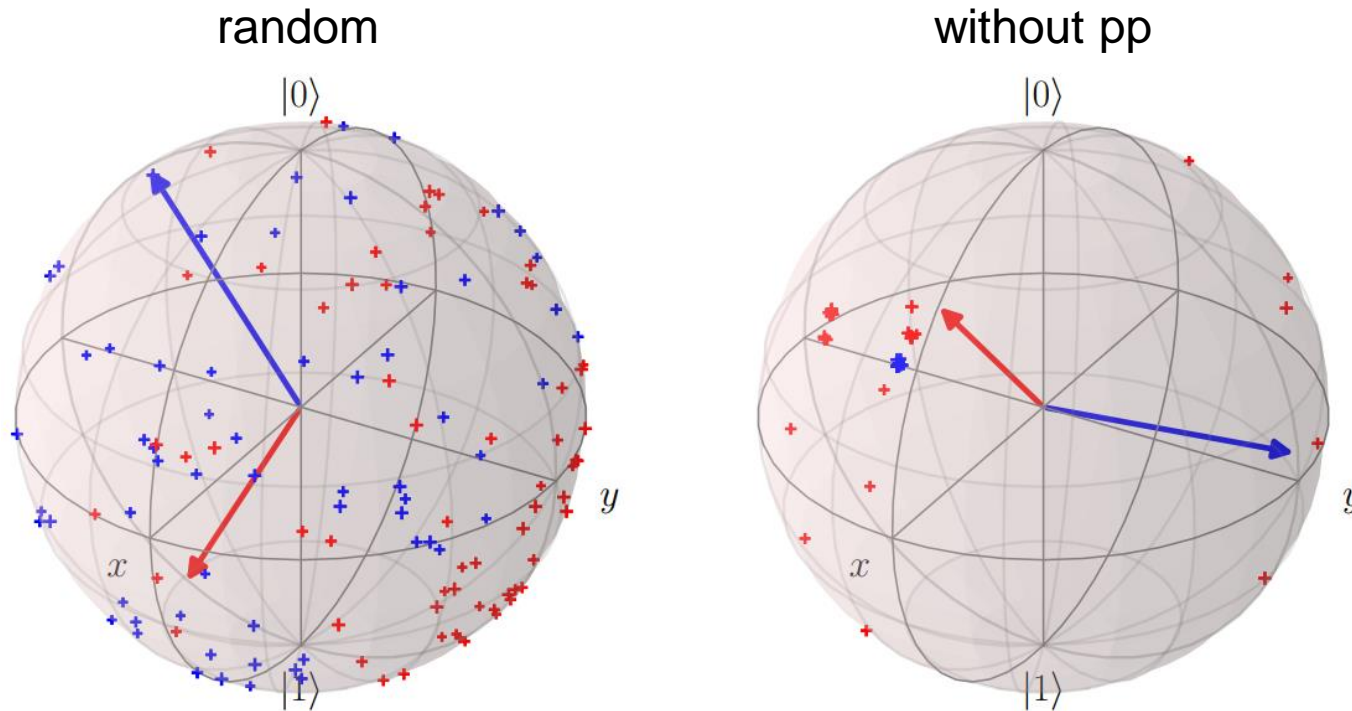 random
without pp
|0⟩
|0⟩
y
y
x
x
|1⟩
|1⟩